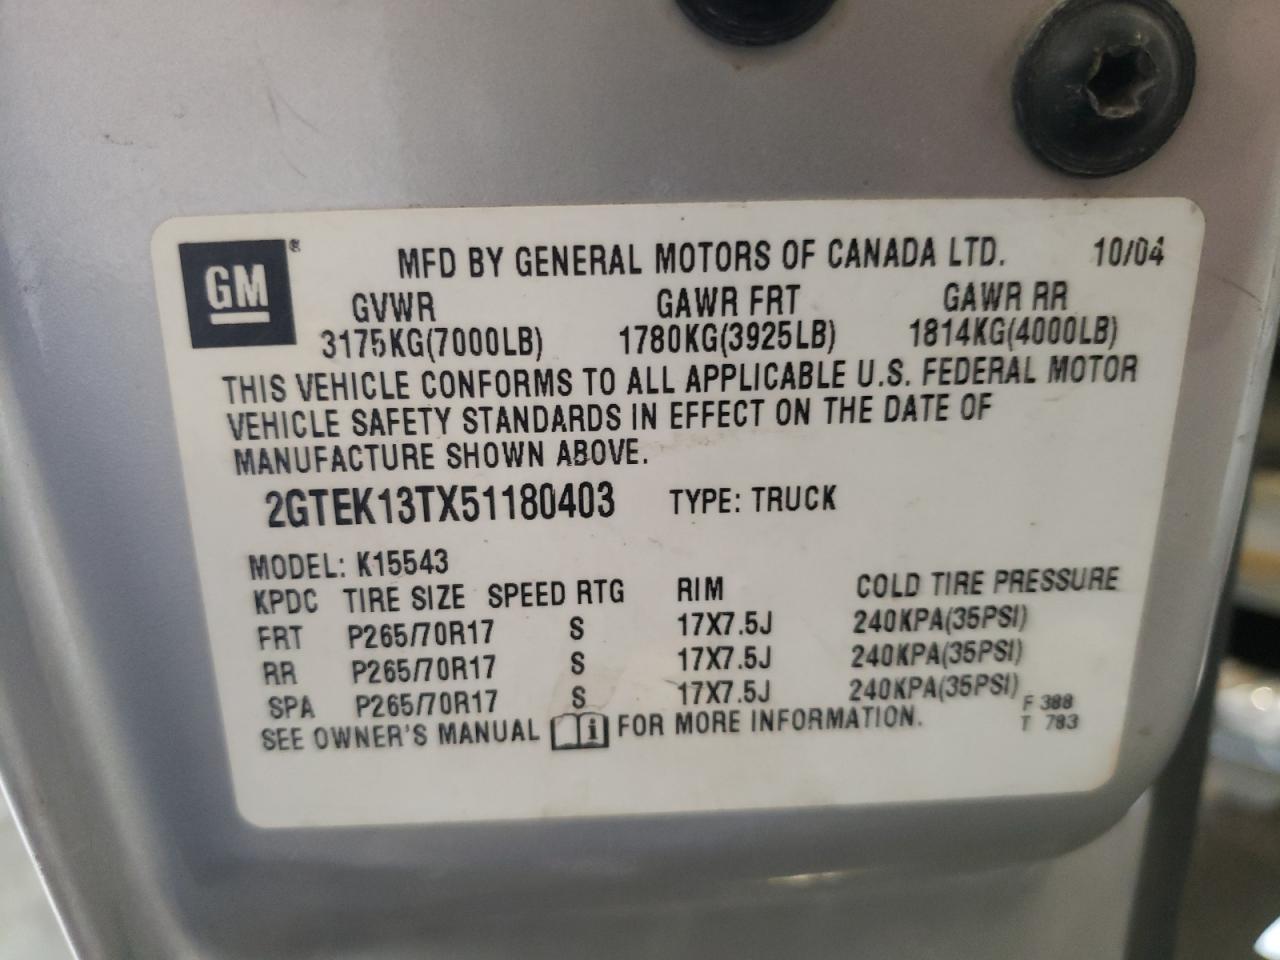 GM®
MFD BY GENERAL MOTORS OF CANADA LTD. 10/04
GVWR GAWR FRT GAWR RR
3175KG(7000LB) 1780KG(3925LB) 1814KG(4000LB)
THIS VEHICLE CONFORMS TO ALL APPLICABLE U.S. FEDERAL MOTOR
VEHICLE SAFETY STANDARDS IN EFFECT ON THE DATE OF
MANUFACTURE SHOWN ABOVE.
2GTEK13TX51180403 TYPE: TRUCK
MODEL: K15543
KPDC TIRE SIZE SPEED RTG RIM COLD TIRE PRESSURE
FRT P265/70R17 S 17X7.5J 240KPA(35PSI)
RR P265/70R17 S 17X7.5J 240KPA(35PSI)
SPA P265/70R17 S 17X7.5J 240KPA(35PSI)
SEE OWNER'S MANUAL i FOR MORE INFORMATION.
F 388
T 783